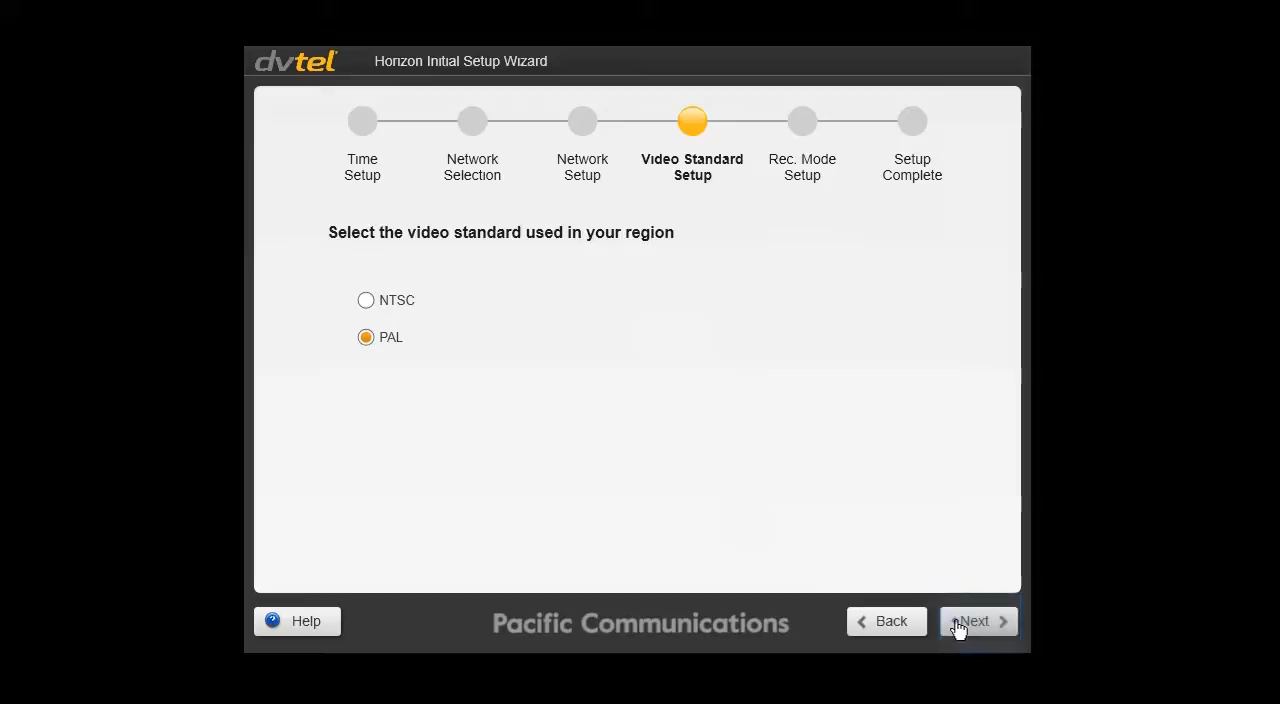 dvtel
Horizon Initial Setup Wizard
Time
Setup
Network
Selection
Network
Setup
Video Standard
Setup
Rec. Mode
Setup
Setup
Complete
Select the video standard used in your region
NTSC
PAL
? Help
Pacific Communications
Back
Next